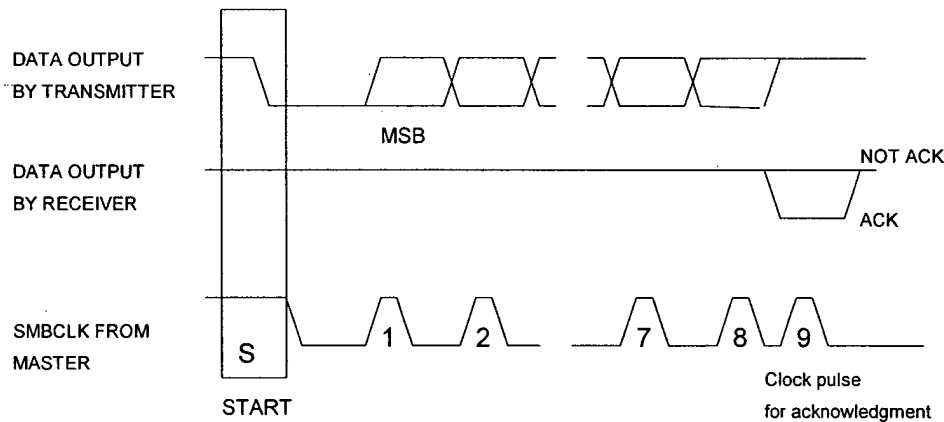 DATA OUTPUT
BY TRANSMITTER
MSB
DATA OUTPUT
BY RECEIVER
NOT ACK
ACK
SMBCLK FROM
MASTER
S
1
2
7
8
9
START
Clock pulse
for acknowledgment